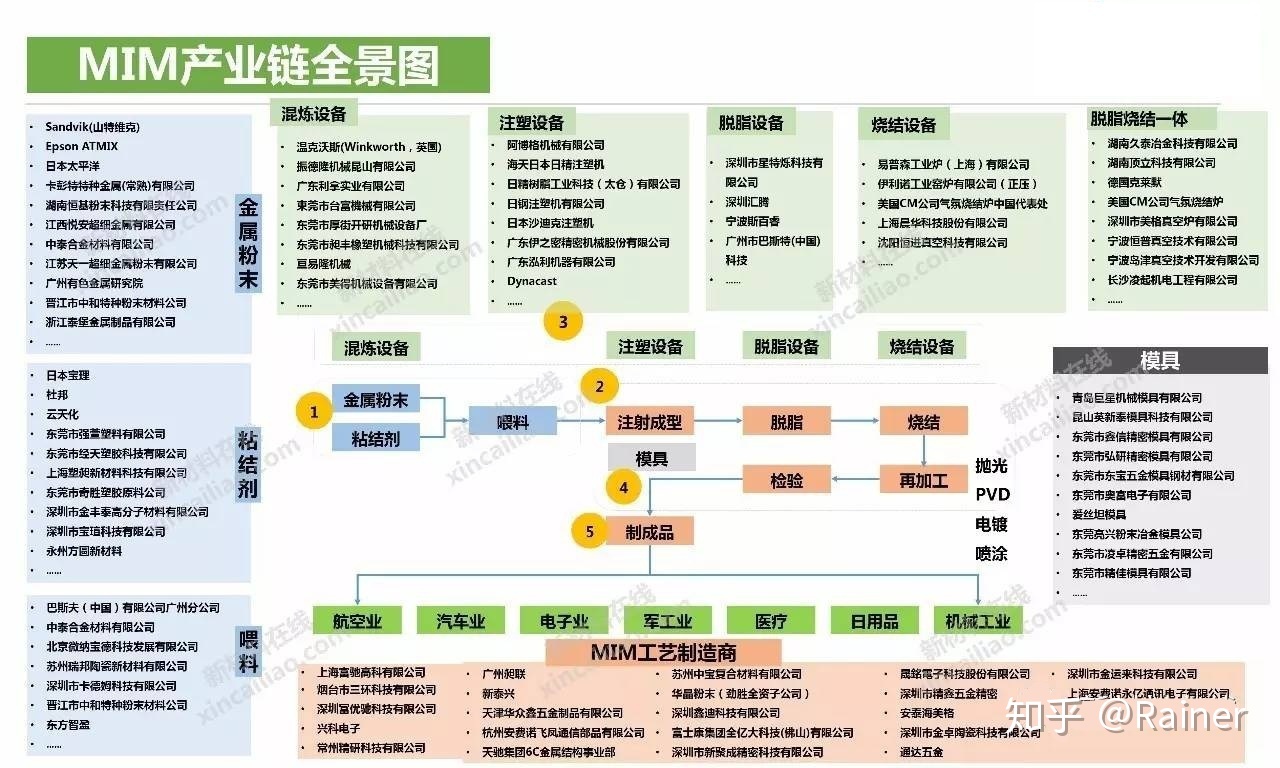 MIM产业链全景图
Sandvik(山特维克)
Epson ATMIX
日本太平洋
卡彭特特种金属(常熟)有限公司
湖南恒基粉末科技有限责任公司
江西悦安超细金属有限公司
中泰合金材料有限公司
江苏天一超细金属粉末有限公司
广州有色金属研究院
晋江市中和特种粉末材料公司
浙江泰堡金属制品有限公司
......
金属粉末
日本宝理
杜邦
云天化
东莞市强萱塑料有限公司
东莞市经天塑胶科技有限公司
上海塑昶新材料科技有限公司
东莞市奇胜塑胶原料公司
深圳市金丰泰高分子材料有限公司
深圳市宝瑄科技有限公司
永州方圆新材料
......
粘结剂
巴斯夫(中国)有限公司广州分公司
中泰合金材料有限公司
北京微纳宝德科技发展有限公司
苏州瑞邦陶瓷新材料有限公司
深圳市卡德姆科技有限公司
晋江市中和特种粉末材料公司
东方智盈
......
喂料
混炼设备
温克沃斯(Winkworth,英国)
振德隆机械昆山有限公司
广东利拿实业有限公司
東莞市台富機械有限公司
东莞市厚街开研机械设备厂
东莞市昶丰橡塑机械科技有限公司
亘易隆机械
东莞市美得机械设备有限公司
......
注塑设备
阿博格机械有限公司
海天日本日精注塑机
日精树脂工业科技(太仓)有限公司
日钢注塑机有限公司
日本沙迪克注塑机
广东伊之密精密机械股份有限公司
广东泓利机器有限公司
Dynacast
......
脱脂设备
深圳市星特烁科技有限公司
深圳汇腾
宁波斯百睿
广州市巴斯特(中国)科技
......
烧结设备
易普森工业炉(上海)有限公司
伊利诺工业窑炉有限公司(正压)
美国CM公司气氛烧结炉中国代表处
上海晨华科技股份有限公司
沈阳恒进真空科技有限公司
......
脱脂烧结一体
湖南久泰冶金科技有限公司
湖南顶立科技有限公司
德国克莱默
美国CM公司气氛烧结炉
深圳市美格真空炉有限公司
宁波恒普真空技术有限公司
宁波岛津真空技术开发有限公司
长沙凌起机电工程有限公司
......
3
混炼设备
注塑设备
脱脂设备
烧结设备
1
金属粉末
粘结剂
喂料
2
注射成型
脱脂
烧结
模具
4
检验
再加工
抛光
PVD
电镀
喷涂
5
制成品
航空业
汽车业
电子业
军工业
医疗
日用品
机械工业
模具
青岛巨星机械模具有限公司
昆山英新泰模具科技有限公司
东莞市鑫信精密模具有限公司
东莞市弘研精密模具有限公司
东莞市东宝五金模具钢材有限公司
东莞市奥富电子有限公司
爱丝坦模具
东莞亮兴粉末冶金模具公司
东莞市凌卓精密五金有限公司
东莞市精佳模具有限公司
......
MIM工艺制造商
上海富驰高科有限公司
烟台市三环科技有限公司
深圳富优驰科技有限公司
兴科电子
常州精研科技有限公司
广州昶联
新泰兴
天津华众鑫五金制品有限公司
杭州安费诺飞凤通信部品有限公司
天驰集团6C金属结构事业部
苏州中宝复合材料有限公司
华晶粉末(劲胜全资子公司)
深圳鑫迪科技有限公司
富士康集团全亿大科技(佛山)有限公司
深圳市新聚成精密科技有限公司
晟銘電子科技股份有限公司
深圳市精鑫五金精密
安泰海美格
深圳市金卓陶瓷科技有限公司
通达五金
深圳市金运来科技有限公司
上海安费诺永亿通讯电子有限公司
知乎 @Rainer
新材料在线
xincailiao.com